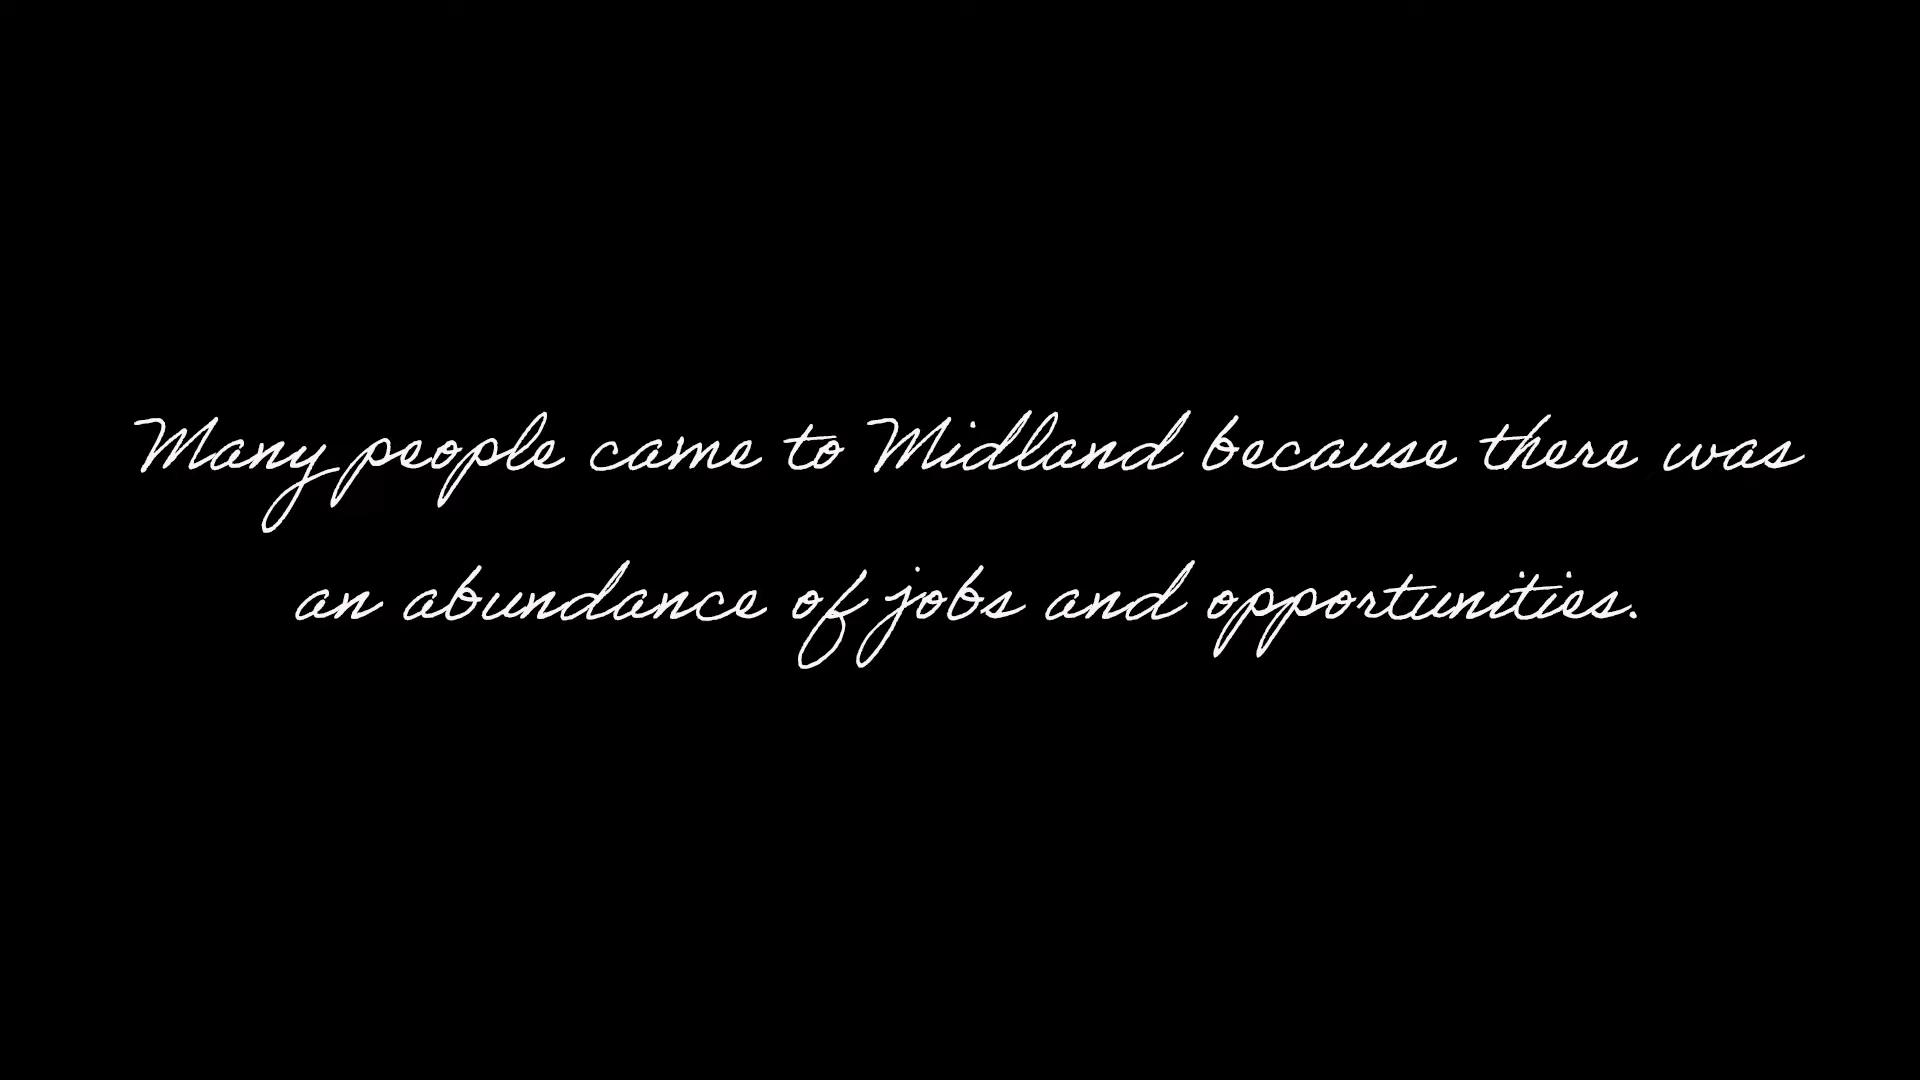 Many people came to Midland because there was
an abundance of jobs and opportunities.